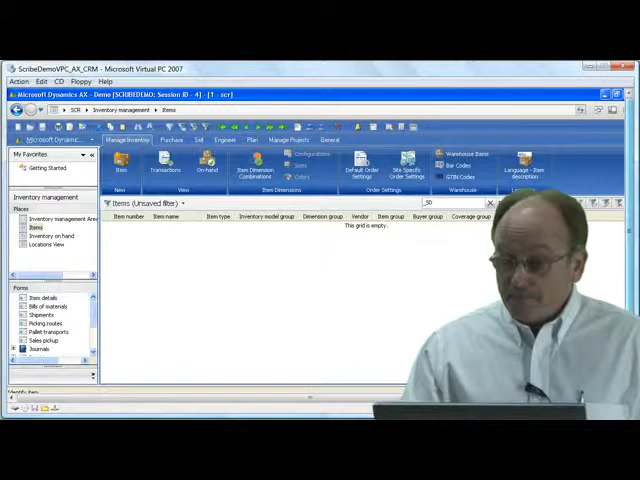 ScribeDemoVPC_AX_CRM - Microsoft Virtual PC 2007
Action Edit CD Floppy Help
Microsoft Dynamics AX - Demo [SCRIBEDEMO: Session ID - 4] - [1 - scr]
SCR Inventory management Items
Microsoft Dynamic... Manage Inventory Purchase Sell Engineer Plan Manage Projects General
My Favorites
Getting Started
Item Transactions On-hand Item Dimension Combinations Configurations Sizes Colors Default Order Settings Site Specific Order Settings Warehouse Items Bar Codes GTIN Codes Language - Item description
New View Item Dimensions Order Settings Warehouse
Inventory management
Places
Inventory management Area
Items
Inventory on hand
Locations View
Items (Unsaved filter) _SD
Item number Item name Item type Inventory model group Dimension group Vendor Item group Buyer group Coverage group
This grid is empty.
Forms
Item details
Bills of materials
Shipments
Picking routes
Pallet transports
Sales pickup
Journals